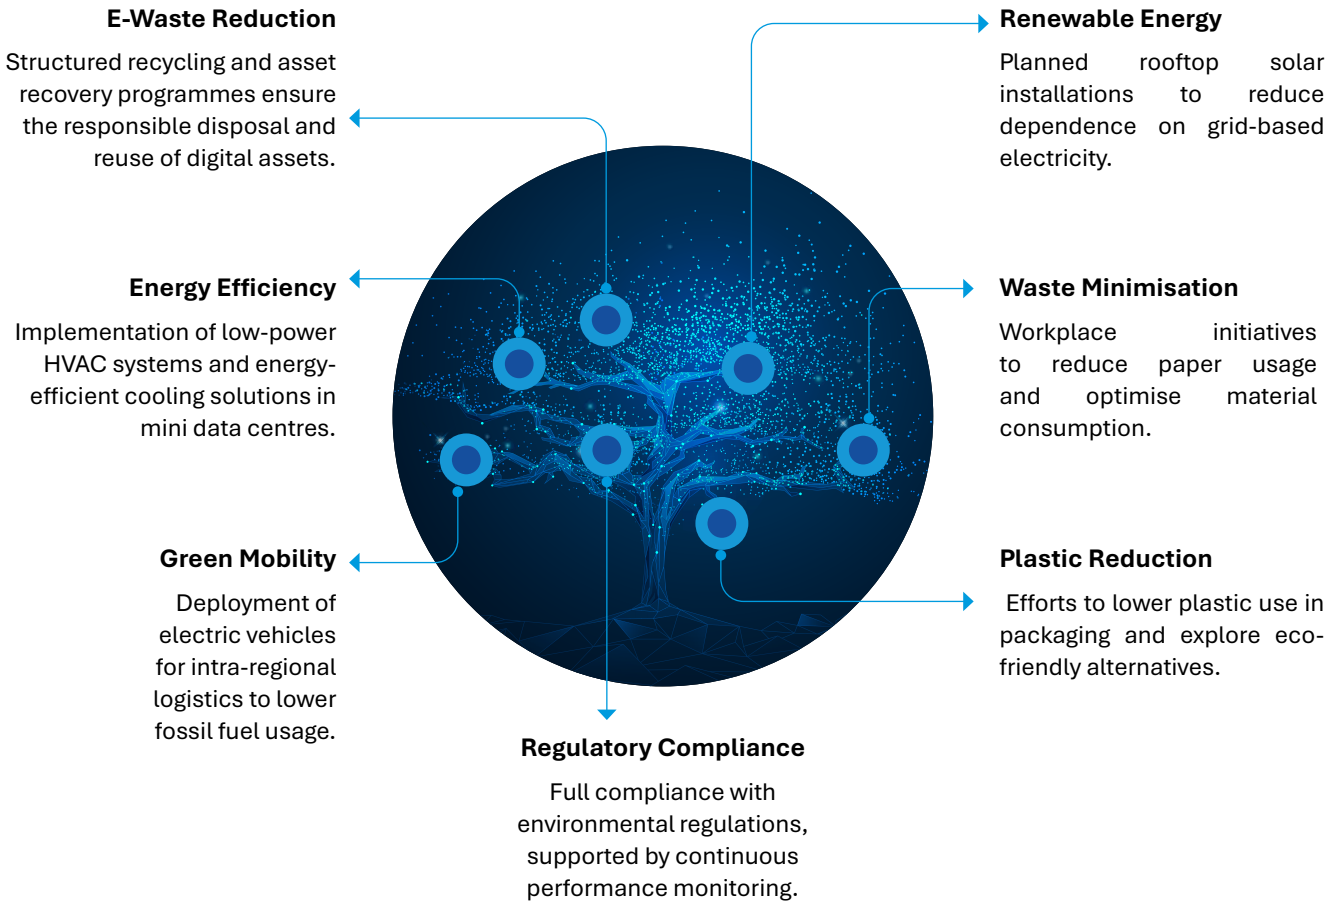 E-Waste Reduction
Structured recycling and asset
recovery programmes ensure
the responsible disposal and
reuse of digital assets.
Renewable Energy
Planned rooftop solar
installations to reduce
dependence on grid-based
electricity.
Energy Efficiency
Implementation of low-power
HVAC systems and energy-
efficient cooling solutions in
mini data centres.
Waste Minimisation
Workplace initiatives
to reduce paper usage
and optimise material
consumption.
Green Mobility
Deployment of
electric vehicles
for intra-regional
logistics to lower
fossil fuel usage.
Plastic Reduction
Efforts to lower plastic use in
packaging and explore eco-
friendly alternatives.
Regulatory Compliance
Full compliance with
environmental regulations,
supported by continuous
performance monitoring.